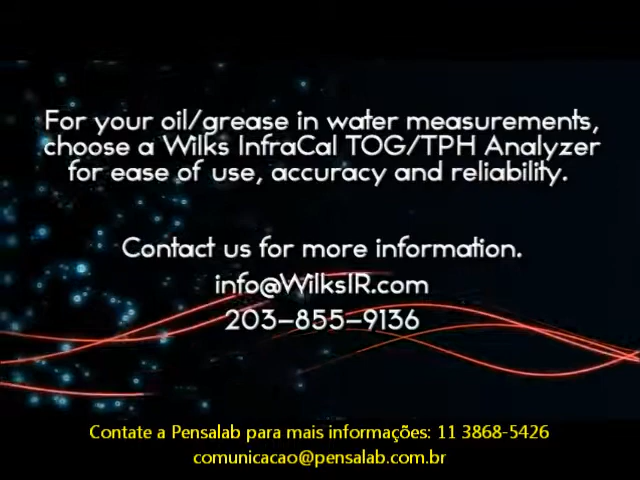 For your oil/grease in water measurements,
choose a Wilks InfraCal TOG/TPH Analyzer
for ease of use, accuracy and reliability.
Contact us for more information.
info@WilksIR.com
203-855-9136
Contate a Pensalab para mais informações: 11 3868-5426
comunicacao@pensalab.com.br